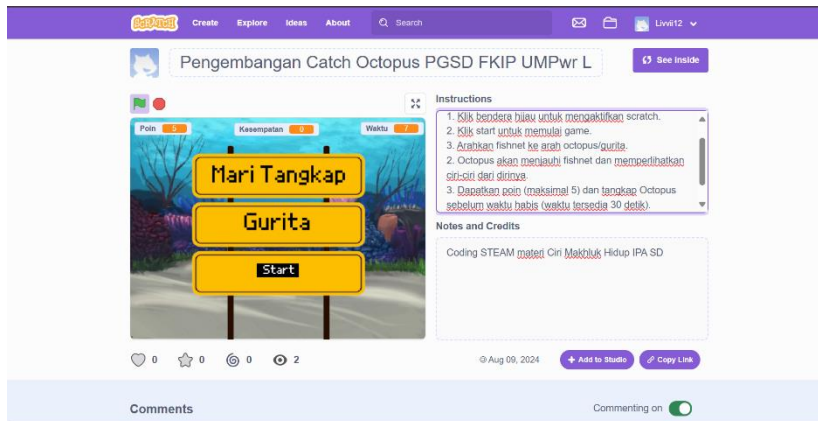 SCRATCH Create Explore Ideas About Search Livvii12
Pengembangan Catch Octopus PGSD FKIP UMPwr L
See inside
Instructions
Poin 5 Kesempatan 0 Waktu 7
1. Klik bendera hijau untuk mengaktifkan scratch.
2. Klik start untuk memulai game.
3. Arahkan fishnet ke arah octopus/gurita.
2. Octopus akan menjauhi fishnet dan memperlihatkan
ciri-ciri dari dirinya.
3. Dapatkan poin (maksimal 5) dan tangkap Octopus
sebelum waktu habis (waktu tersedia 30 detik).
Mari Tangkap
Gurita
Start
Notes and Credits
Coding STEAM materi Ciri Makhluk Hidup IPA SD
0 0 0 2
© Aug 09, 2024
+ Add to Studio
Copy Link
Comments
Commenting on